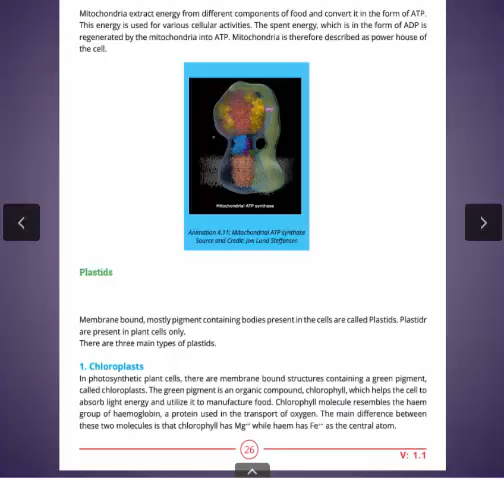 Mitochondria extract energy from different components of food and convert it in the form of ATP.
This energy is used for various cellular activities. The spent energy, which is in the form of ADP is
regenerated by the mitochondria into ATP. Mitochondria is therefore described as power house of
the cell.
Mitochondrial ATP synthase
Animation 4.11: Mitochondrial ATP synthase
Source and Credit: Jon Lund Steffensen
Plastids
Membrane bound, mostly pigment containing bodies present in the cells are called Plastids. Plastidr
are present in plant cells only.
There are three main types of plastids.
1. Chloroplasts
In photosynthetic plant cells, there are membrane bound structures containing a green pigment,
called chloroplasts. The green pigment is an organic compound, chlorophyll, which helps the cell to
absorb light energy and utilize it to manufacture food. Chlorophyll molecule resembles the haem
group of haemoglobin, a protein used in the transport of oxygen. The main difference between
these two molecules is that chlorophyll has Mg⁺⁺ while haem has Fe⁺⁺ as the central atom.
26
V: 1.1